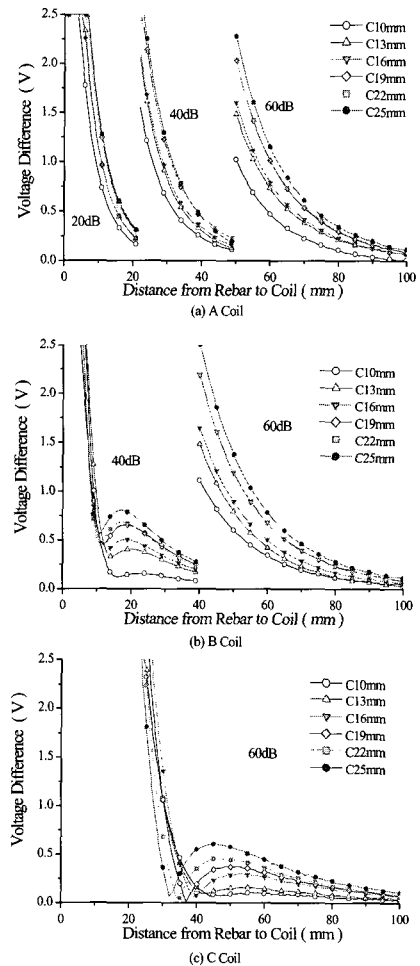 2.5
2.0
1.5
1.0
0.5
0.0
Voltage Difference ( V )
20dB
40dB
60dB
C10mm
C13mm
C16mm
C19mm
C22mm
C25mm
0 20 40 60 80 100
Distance from Rebar to Coil ( mm )
(a) A Coil
2.5
2.0
1.5
1.0
0.5
0.0
Voltage Difference ( V )
40dB
60dB
C10mm
C13mm
C16mm
C19mm
C22mm
C25mm
0 20 40 60 80 100
Distance from Rebar to Coil ( mm )
(b) B Coil
2.5
2.0
1.5
1.0
0.5
0.0
Voltage Difference ( V )
60dB
C10mm
C13mm
C16mm
C19mm
C22mm
C25mm
0 20 40 60 80 100
Distance from Rebar to Coil ( mm )
(c) C Coil